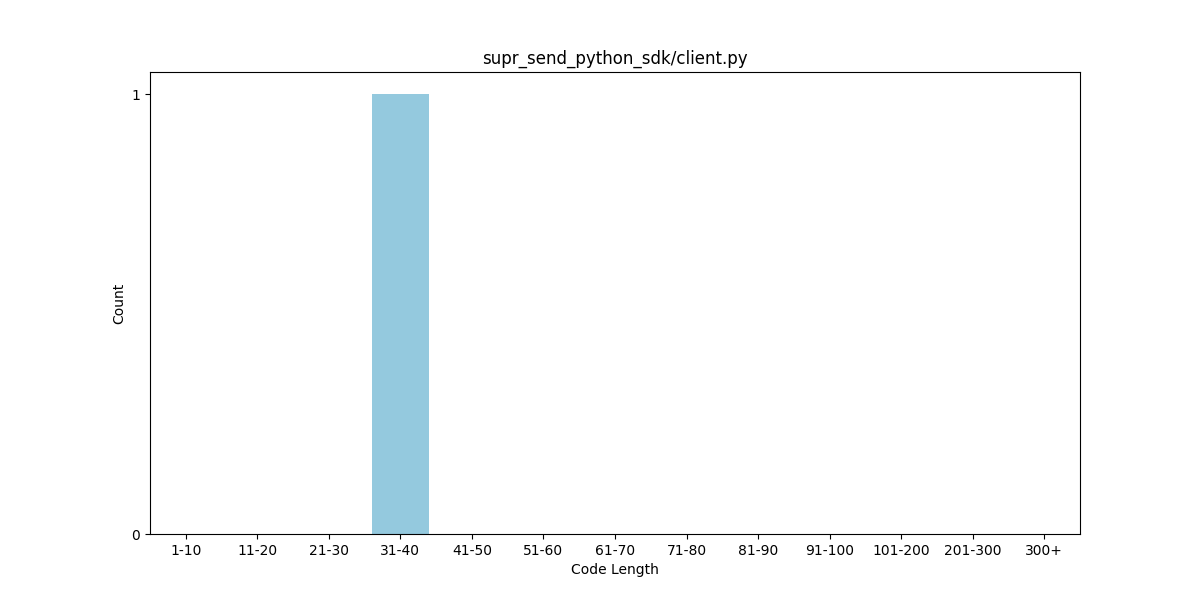 supr_send_python_sdk/client.py
1
Count
0
1-10 11-20 21-30 31-40 41-50 51-60 61-70 71-80 81-90 91-100 101-200 201-300 300+
Code Length